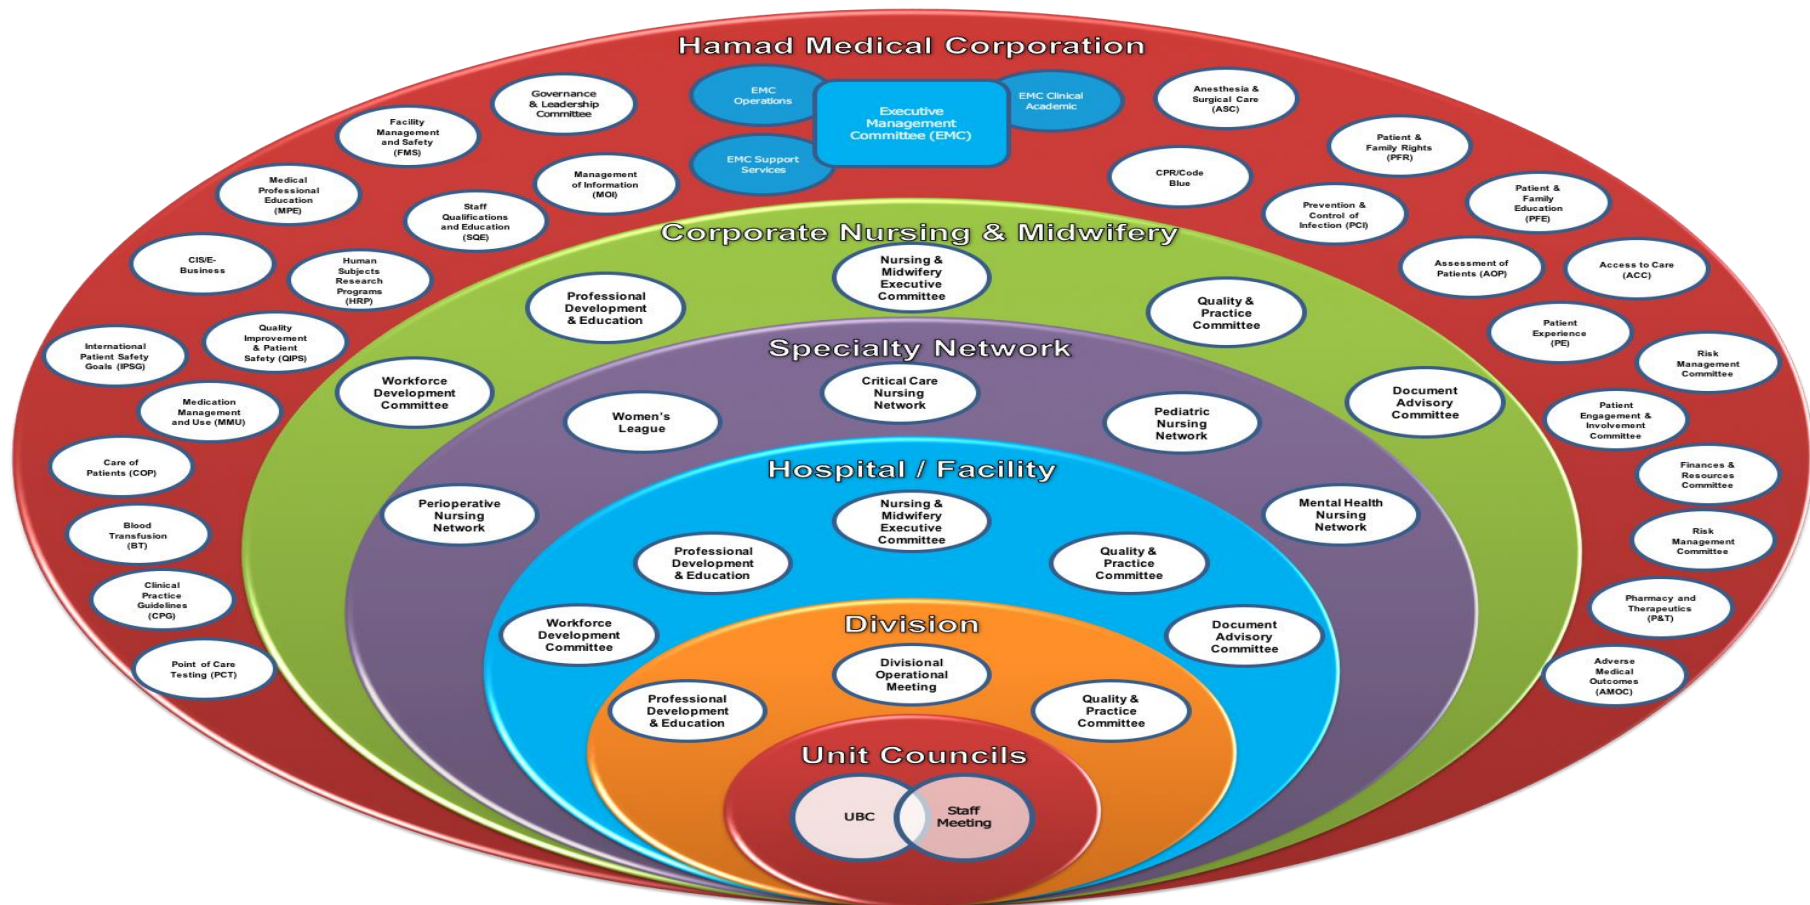 Hamad Medical Corporation
EMC
Operations
Executive
Management
Committee (EMC)
EMC Clinical
Academic
EMC Support
Services
Governance
& Leadership
Committee
Facility
Management
and Safety
(FMS)
Management
of Information
(MOI)
Medical
Professional
Education
(MPE)
Staff
Qualifications
and Education
(SQE)
CIS/E-
Business
Human
Subjects
Research
Programs
(HRP)
International
Patient Safety
Goals (IPSG)
Quality
Improvement
& Patient
Safety (QIPS)
Medication
Management
and Use (MMU)
Care of
Patients (COP)
Blood
Transfusion
(BT)
Clinical
Practice
Guidelines
(CPG)
Point of Care
Testing (PCT)
Anesthesia &
Surgical Care
(ASC)
Patient &
Family Rights
(PFR)
CPR/Code
Blue
Patient &
Family
Education
(PFE)
Prevention &
Control of
Infection (PCI)
Assessment of
Patients (AOP)
Access to Care
(ACC)
Patient
Experience
(PE)
Risk
Management
Committee
Patient
Engagement &
Involvement
Committee
Finances &
Resources
Committee
Risk
Management
Committee
Pharmacy and
Therapeutics
(P&T)
Adverse
Medical
Outcomes
(AMOC)
Corporate Nursing & Midwifery
Nursing &
Midwifery
Executive
Committee
Professional
Development
& Education
Quality &
Practice
Committee
Workforce
Development
Committee
Document
Advisory
Committee
Specialty Network
Critical Care
Nursing
Network
Women's
League
Pediatric
Nursing
Network
Perioperative
Nursing
Network
Mental Health
Nursing
Network
Hospital / Facility
Nursing &
Midwifery
Executive
Committee
Professional
Development
& Education
Quality &
Practice
Committee
Workforce
Development
Committee
Document
Advisory
Committee
Division
Divisional
Operational
Meeting
Professional
Development
& Education
Quality &
Practice
Committee
Unit Councils
UBC
Staff
Meeting